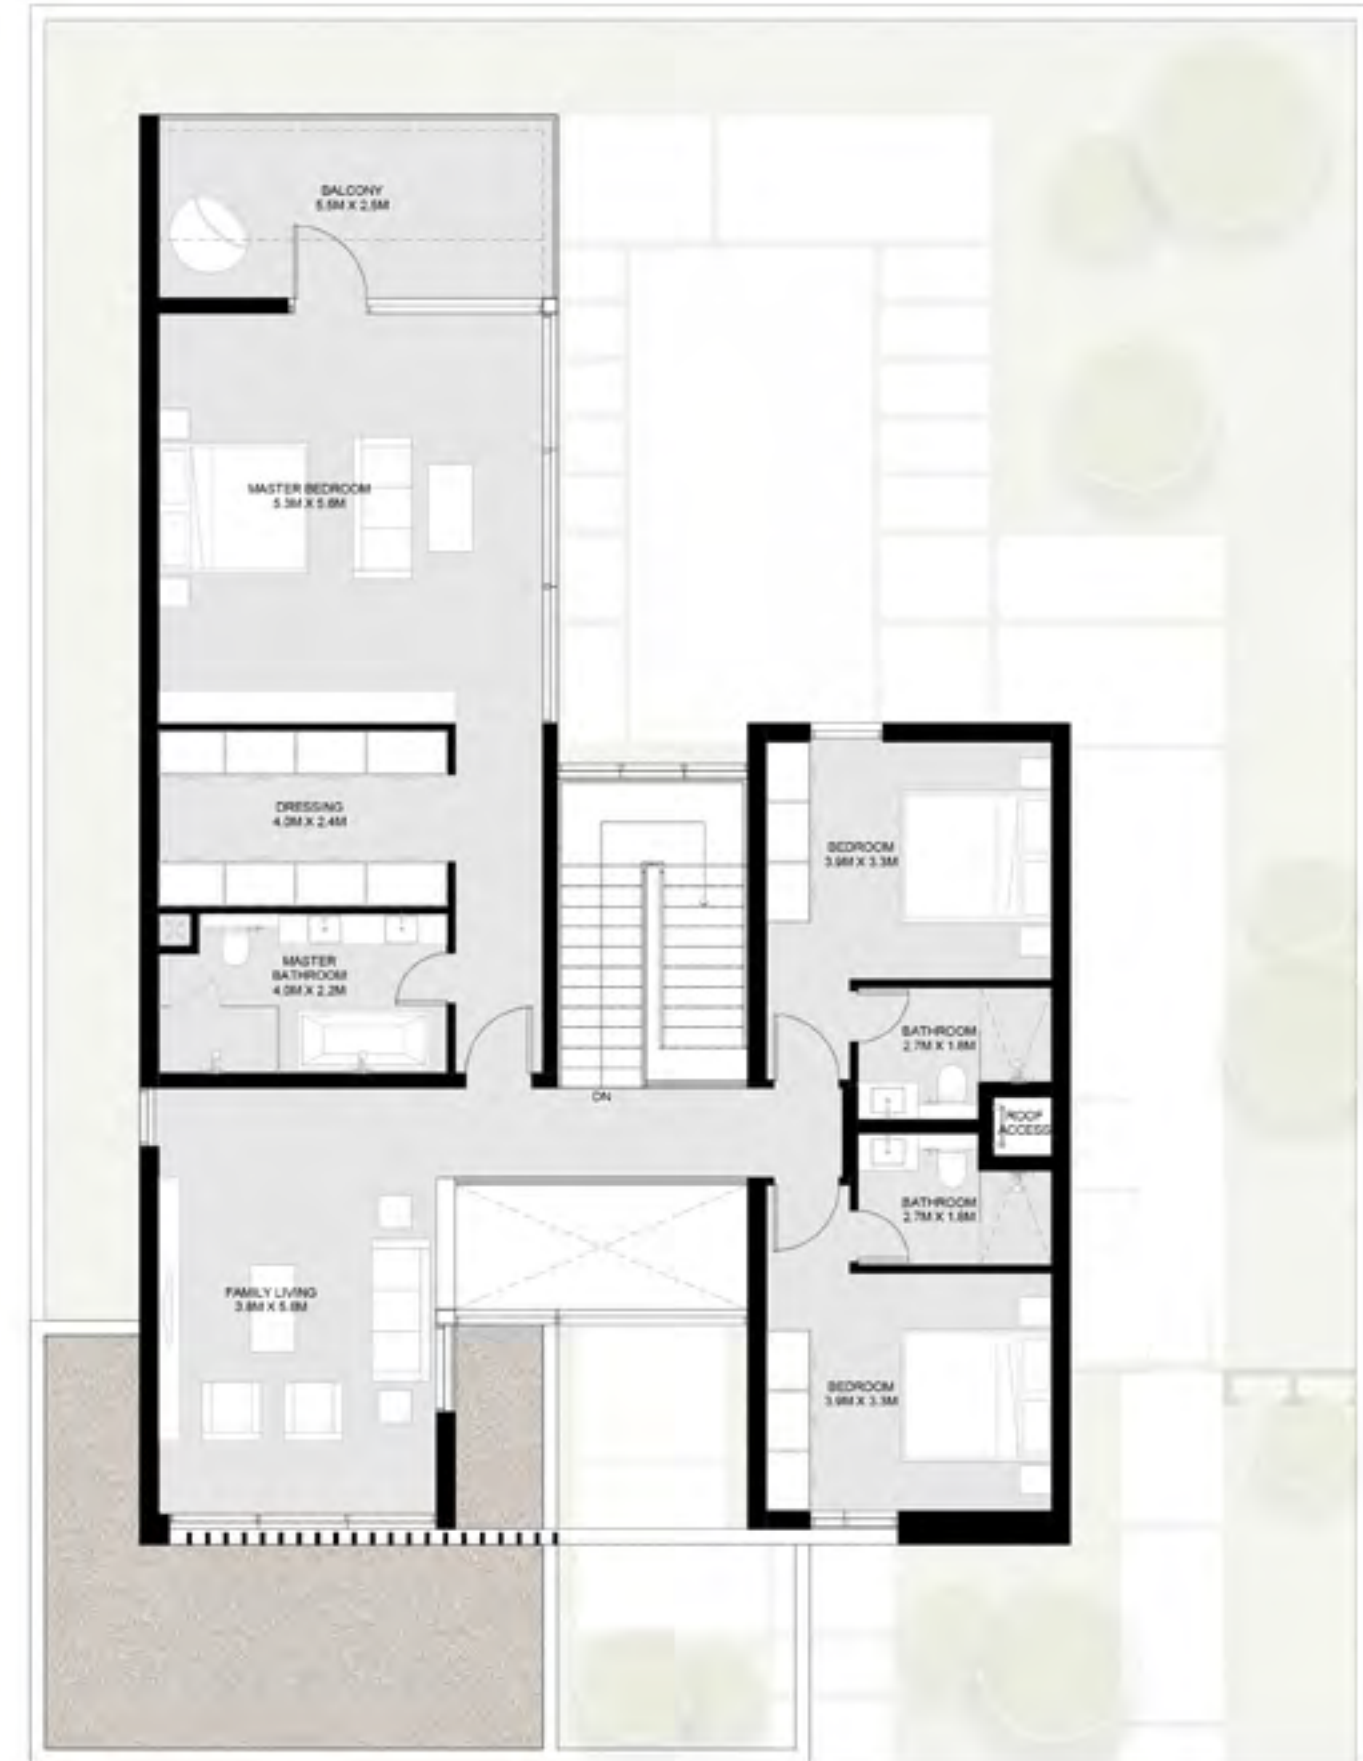 BALCONY
5.5M X 2.5M
MASTER BEDROOM
5.3M X 5.6M
DRESSING
4.0M X 2.4M
BEDROOM
3.9M X 3.3M
MASTER
BATHROOM
4.0M X 2.2M
BATHROOM
2.7M X 1.8M
DN
ROOF
ACCESS
BATHROOM
2.7M X 1.8M
FAMILY LIVING
3.8M X 5.8M
BEDROOM
3.9M X 3.3M